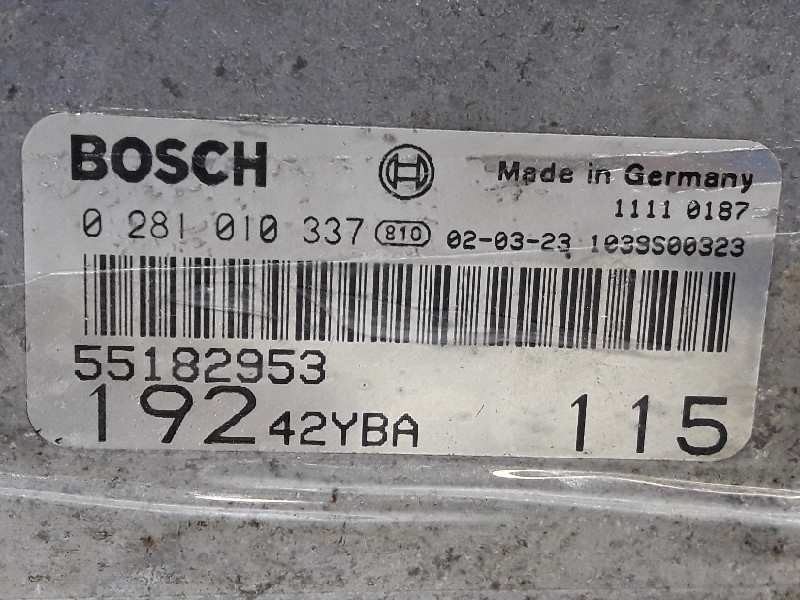 BOSCH Made in Germany
1111 0187
0 281 010 337 810 02-03-23 1039S00323
55182953
192 42YBA 115